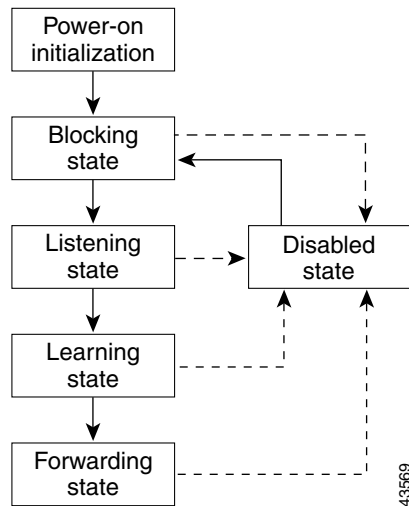 Power-on
initialization
Blocking
state
Listening
state
Disabled
state
Learning
state
Forwarding
state
43569